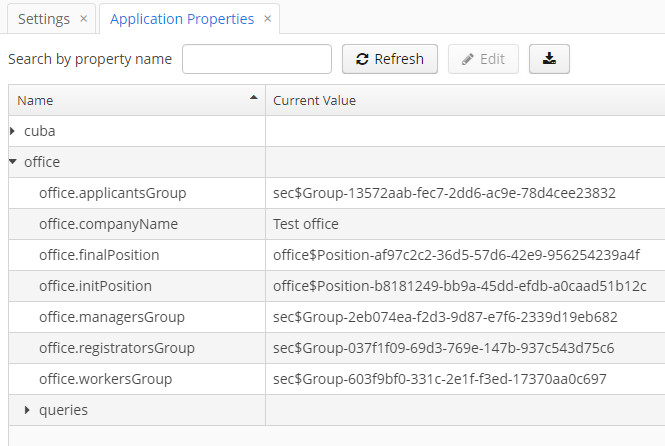 Settings × Application Properties ×
Search by property name Refresh Edit
Name Current Value
cuba
office
office.applicantsGroup sec$Group-13572aab-fec7-2dd6-ac9e-78d4cee23832
office.companyName Test office
office.finalPosition office$Position-af97c2c2-36d5-57d6-42e9-956254239a4f
office.initPosition office$Position-b8181249-bb9a-45dd-efdb-a0caad51b12c
office.managersGroup sec$Group-2eb074ea-f2d3-9d87-e7f6-2339d19eb682
office.registratorsGroup sec$Group-037f1f09-69d3-769e-147b-937c543d75c6
office.workersGroup sec$Group-603f9bf0-331c-2e1f-f3ed-17370aa0c697
queries